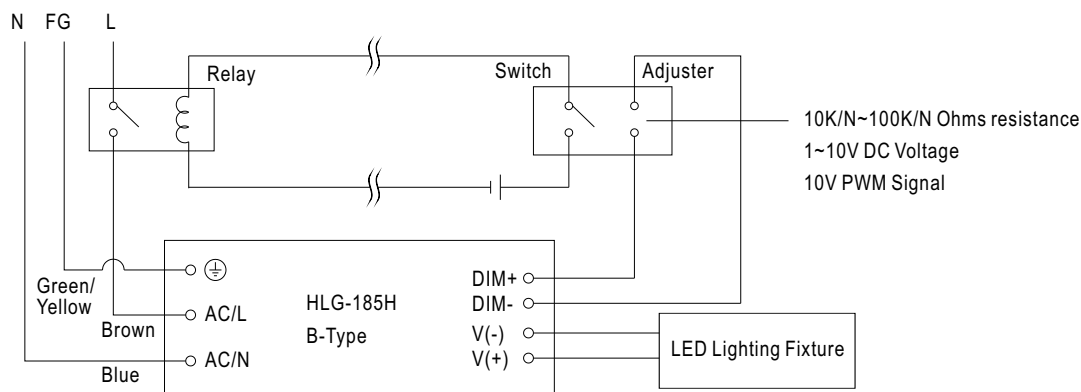 N FG L
Relay
Switch
Adjuster
10K/N~100K/N Ohms resistance
1~10V DC Voltage
10V PWM Signal
Green/
Yellow
Brown
Blue
AC/L
AC/N
HLG-185H
B-Type
DIM+
DIM-
V(-)
V(+)
LED Lighting Fixture